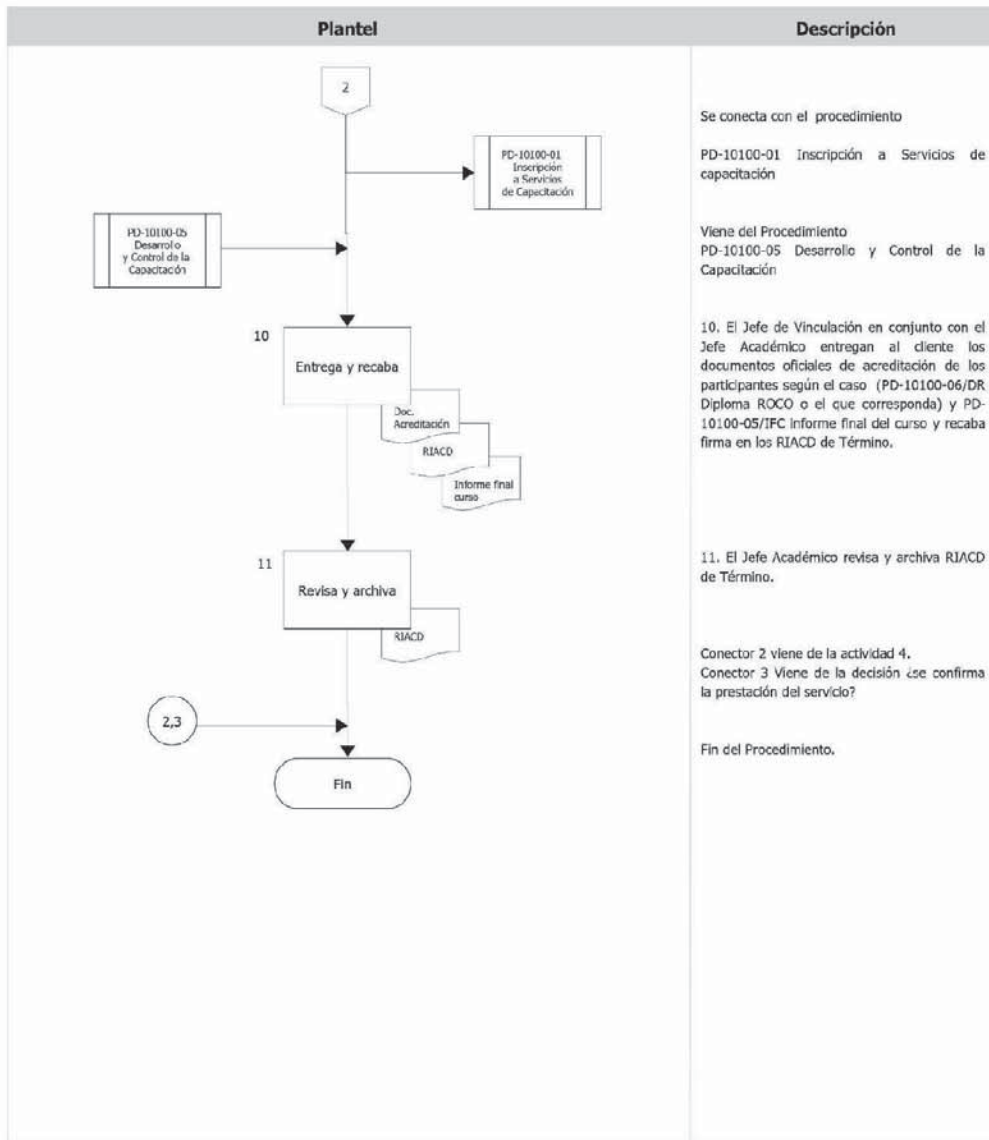 Plantel
Descripción
2
PD-10100-01
Inscripción
a Servicios
de Capacitación
PD-10100-05
Desarrollo
y Control de la
Capacitación
10
Entrega y recaba
Doc.
Acreditación
RIACD
Informe final
curso
11
Revisa y archiva
RIACD
2,3
Fin
Se conecta con el procedimiento
PD-10100-01 Inscripción a Servicios de
capacitación
Viene del Procedimiento
PD-10100-05 Desarrollo y Control de la
Capacitación
10. El Jefe de Vinculación en conjunto con el
Jefe Académico entregan al cliente los
documentos oficiales de acreditación de los
participantes según el caso (PD-10100-06/DR
Diploma ROCO o el que corresponda) y PD-
10100-05/IFC Informe final del curso y recaba
firma en los RIACD de Término.
11. El Jefe Académico revisa y archiva RIACD
de Término.
Conector 2 viene de la actividad 4.
Conector 3 Viene de la decisión ¿se confirma
la prestación del servicio?
Fin del Procedimiento.